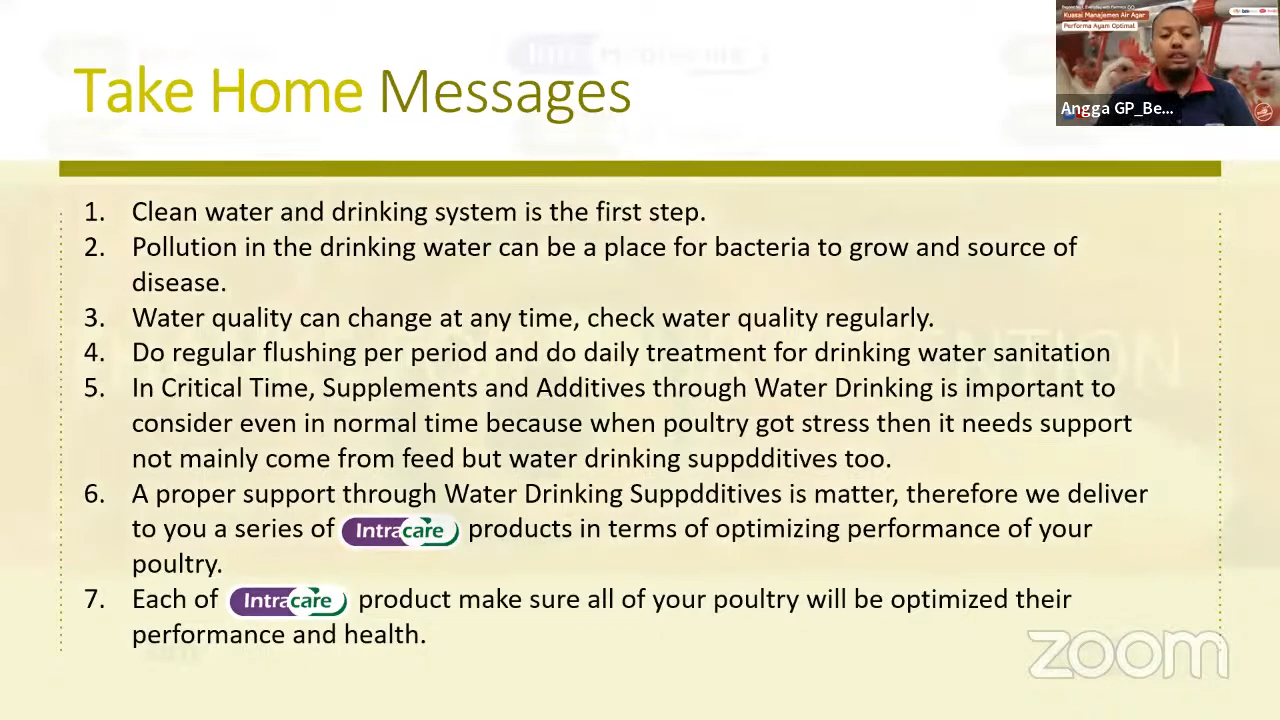 Take Home Messages
Kuasai Manajemen Air Agar
Performa Ayam Optimal
Angga GP_Be...
1. Clean water and drinking system is the first step.
2. Pollution in the drinking water can be a place for bacteria to grow and source of
disease.
3. Water quality can change at any time, check water quality regularly.
4. Do regular flushing per period and do daily treatment for drinking water sanitation
5. In Critical Time, Supplements and Additives through Water Drinking is important to
consider even in normal time because when poultry got stress then it needs support
not mainly come from feed but water drinking suppdditives too.
6. A proper support through Water Drinking Suppdditives is matter, therefore we deliver
to you a series of Intracare products in terms of optimizing performance of your
poultry.
7. Each of Intracare product make sure all of your poultry will be optimized their
performance and health.
zoom